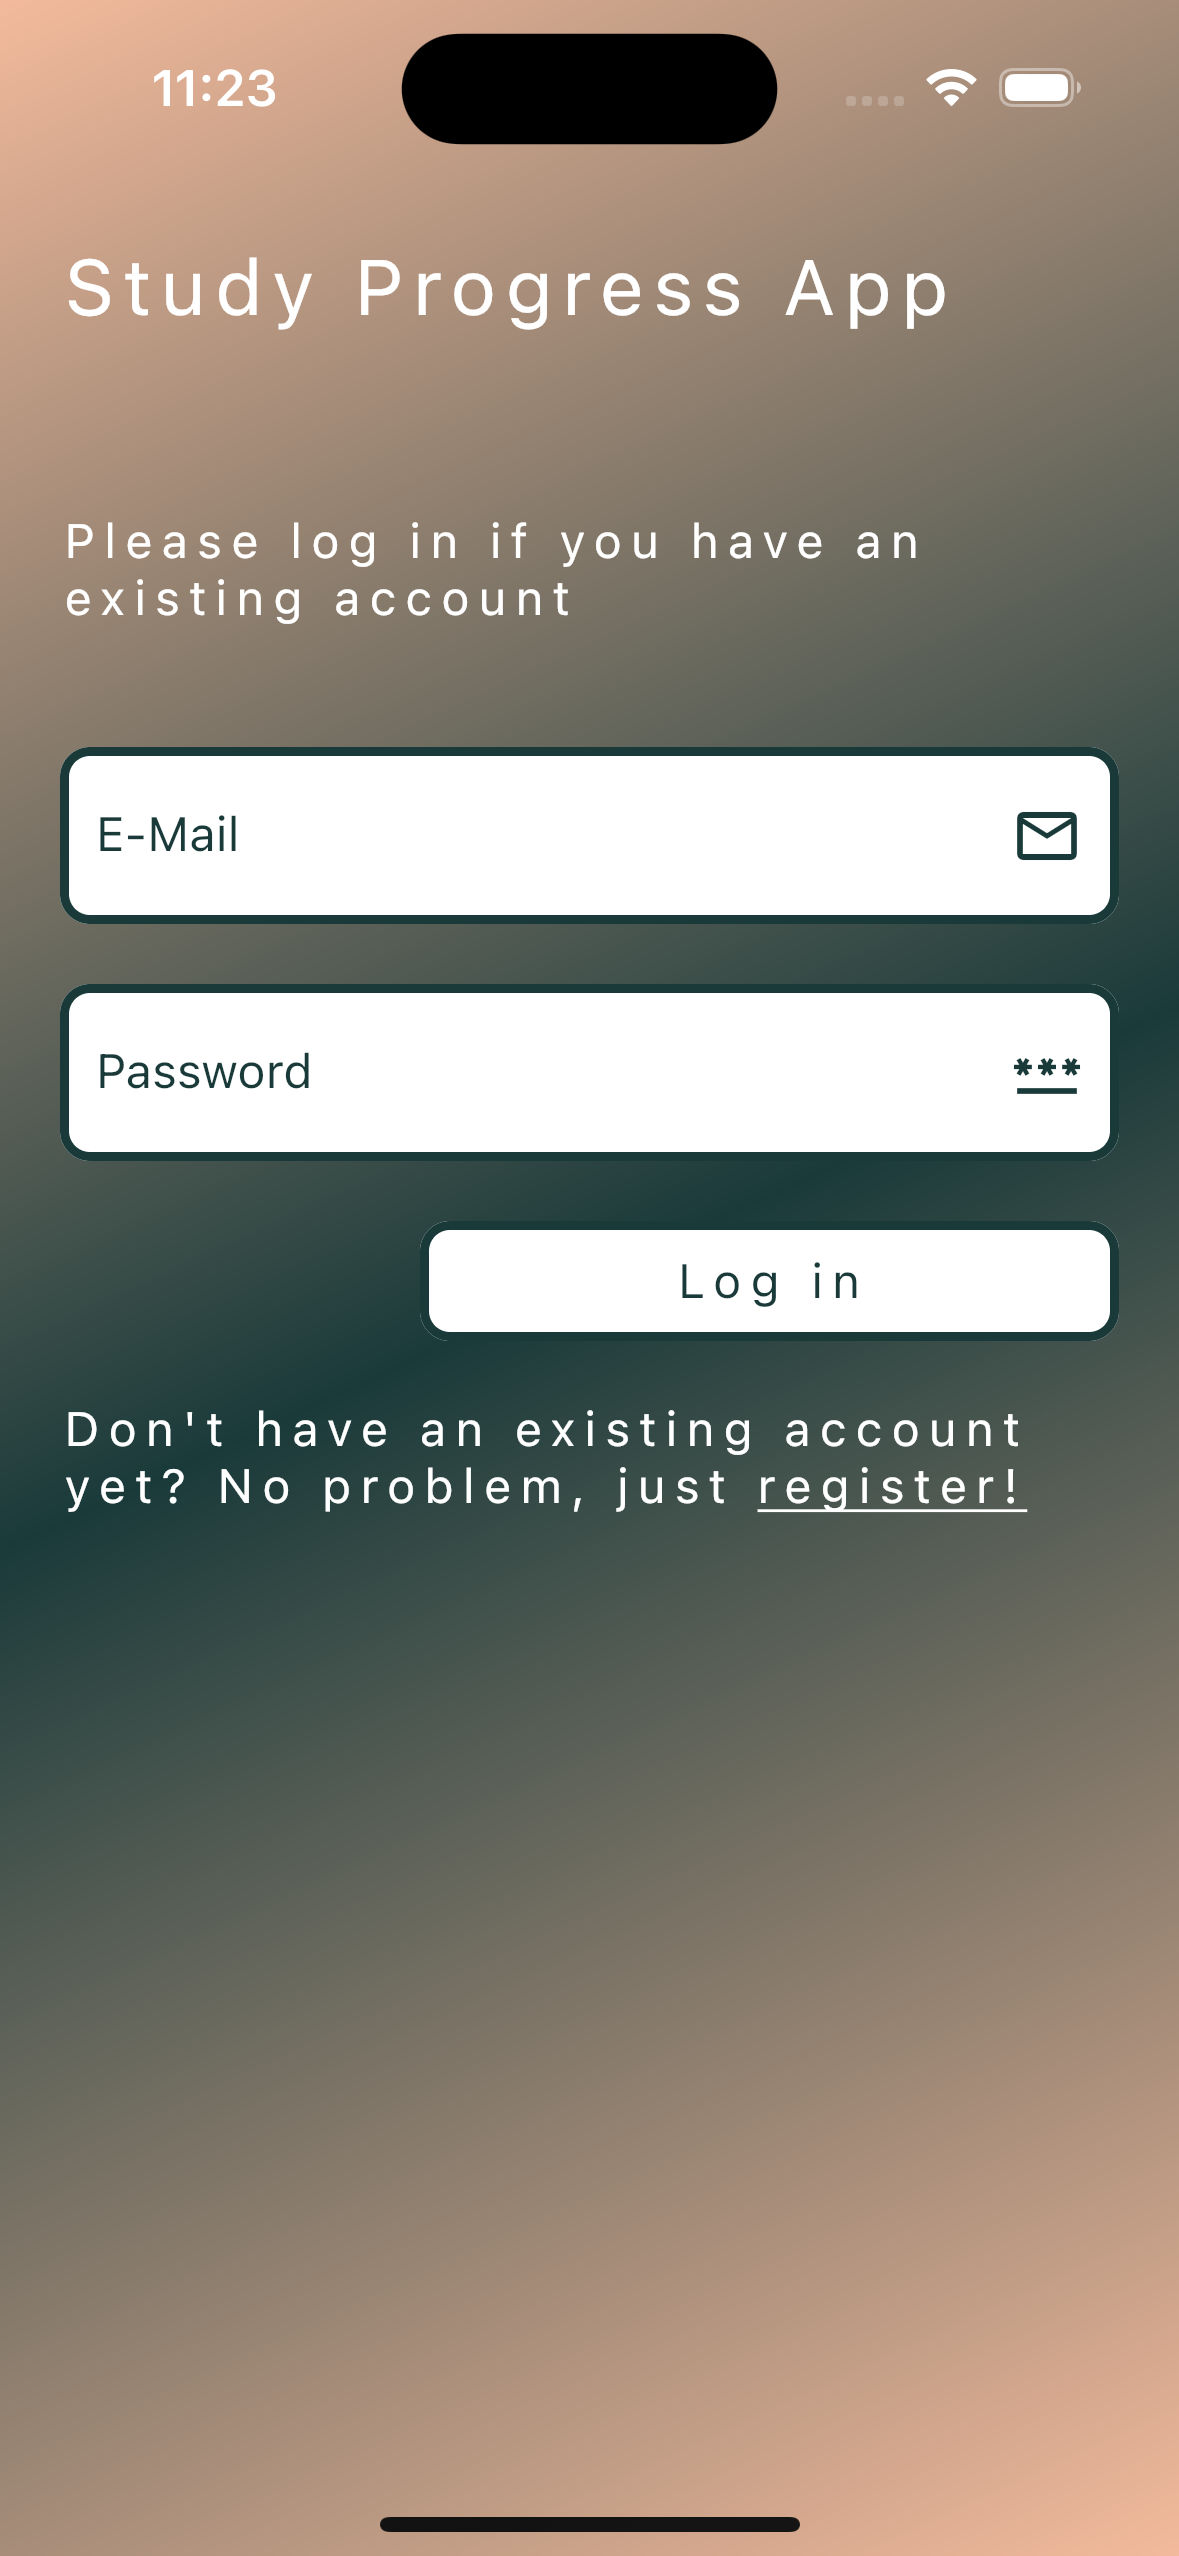 11:23
Study Progress App
Please log in if you have an
existing account
E-Mail
Password
***
Log in
Don't have an existing account
yet? No problem, just register!